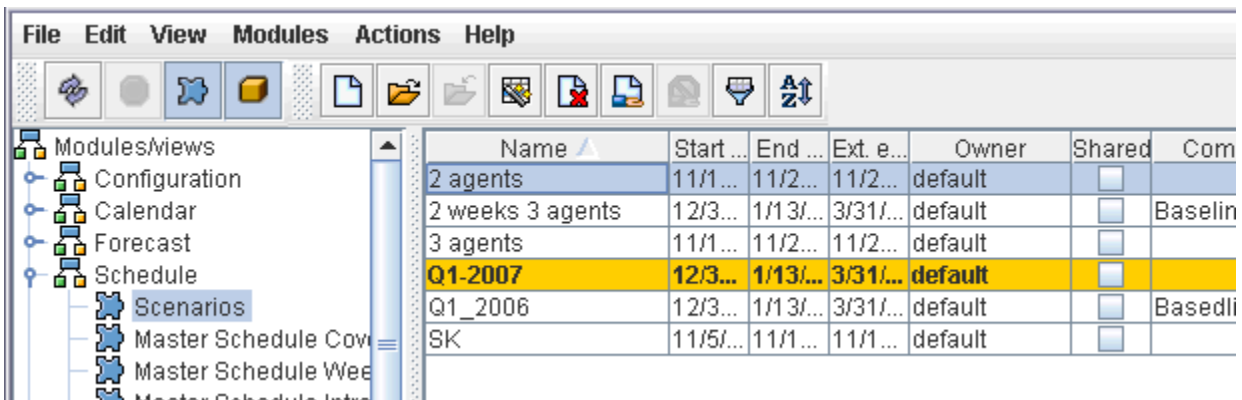 File Edit View Modules Actions Help
Modules/views
Configuration
Calendar
Forecast
Schedule
Scenarios
Master Schedule
Master Schedule
Name Start ... End ... Ext. e... Owner Shared Com
2 agents 11/1... 11/2... 11/2... default
2 weeks 3 agents 12/3... 1/13/... 3/31/... default Baselin
3 agents 11/1... 11/2... 11/2... default
Q1-2007 12/3... 1/13/... 3/31/... default
Q1_2006 12/3... 1/13/... 3/31/... default Basedli
SK 11/5/... 11/1... 11/1... default